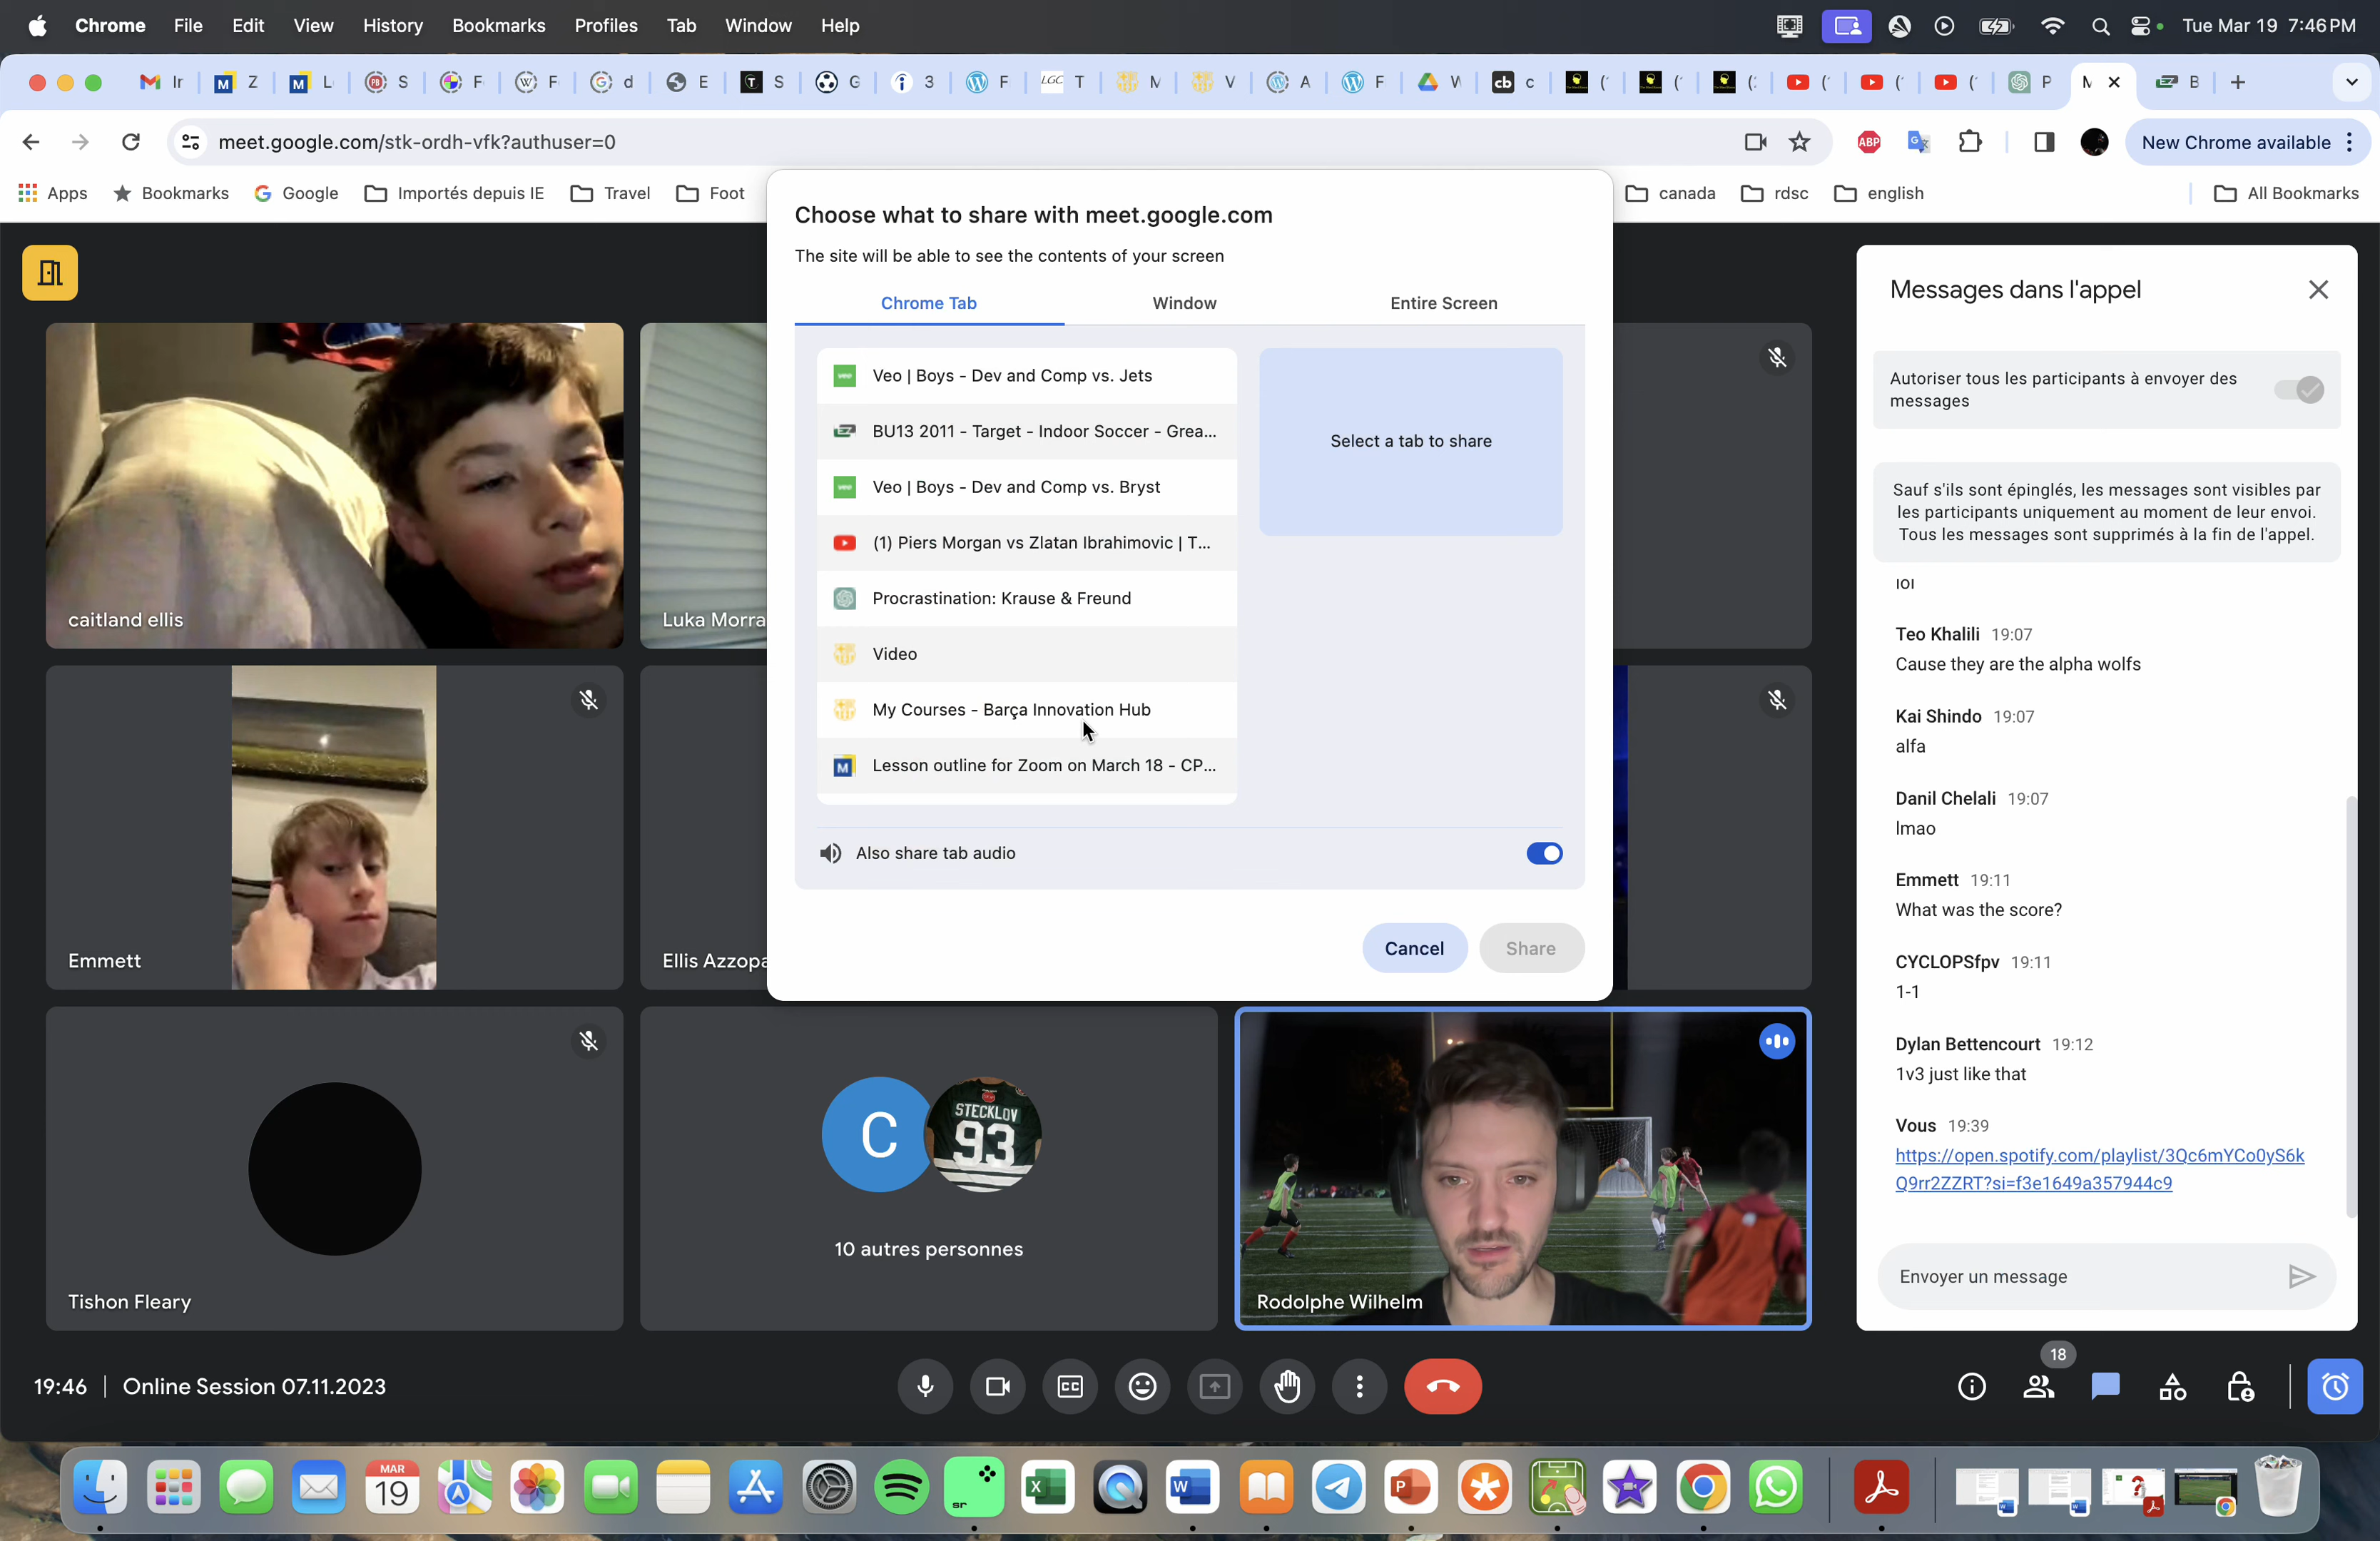 Chrome File Edit View History Bookmarks Profiles Tab Window Help Tue Mar 19 7:46 PM
meet.google.com/stk-ordh-vfk?authuser=0
New Chrome available
Apps Bookmarks Google Importés depuis IE Travel Foot canada rdsc english All Bookmarks
Choose what to share with meet.google.com
The site will be able to see the contents of your screen
Chrome Tab Window Entire Screen
Veo | Boys - Dev and Comp vs. Jets
BU13 2011 - Target - Indoor Soccer - Grea...
Veo | Boys - Dev and Comp vs. Bryst
(1) Piers Morgan vs Zlatan Ibrahimovic | T...
Procrastination: Krause & Freund
Video
My Courses - Barça Innovation Hub
Lesson outline for Zoom on March 18 - CP...
Select a tab to share
Also share tab audio
Cancel Share
caitland ellis
Luka Morra
Emmett
Ellis Azzopa
Tishon Fleary
C
STECKLOV
93
10 autres personnes
Rodolphe Wilhelm
Messages dans l'appel
Autoriser tous les participants à envoyer des
messages
Sauf s'ils sont épinglés, les messages sont visibles par
les participants uniquement au moment de leur envoi.
Tous les messages sont supprimés à la fin de l'appel.
Teo Khalili 19:07
Cause they are the alpha wolfs
Kai Shindo 19:07
alfa
Danil Chelali 19:07
lmao
Emmett 19:11
What was the score?
CYCLOPSfpv 19:11
1-1
Dylan Bettencourt 19:12
1v3 just like that
Vous 19:39
https://open.spotify.com/playlist/3Qc6mYCo0yS6k
Q9rr2ZZRT?si=f3e1649a357944c9
Envoyer un message
19:46 | Online Session 07.11.2023
18
MAR
19
sr